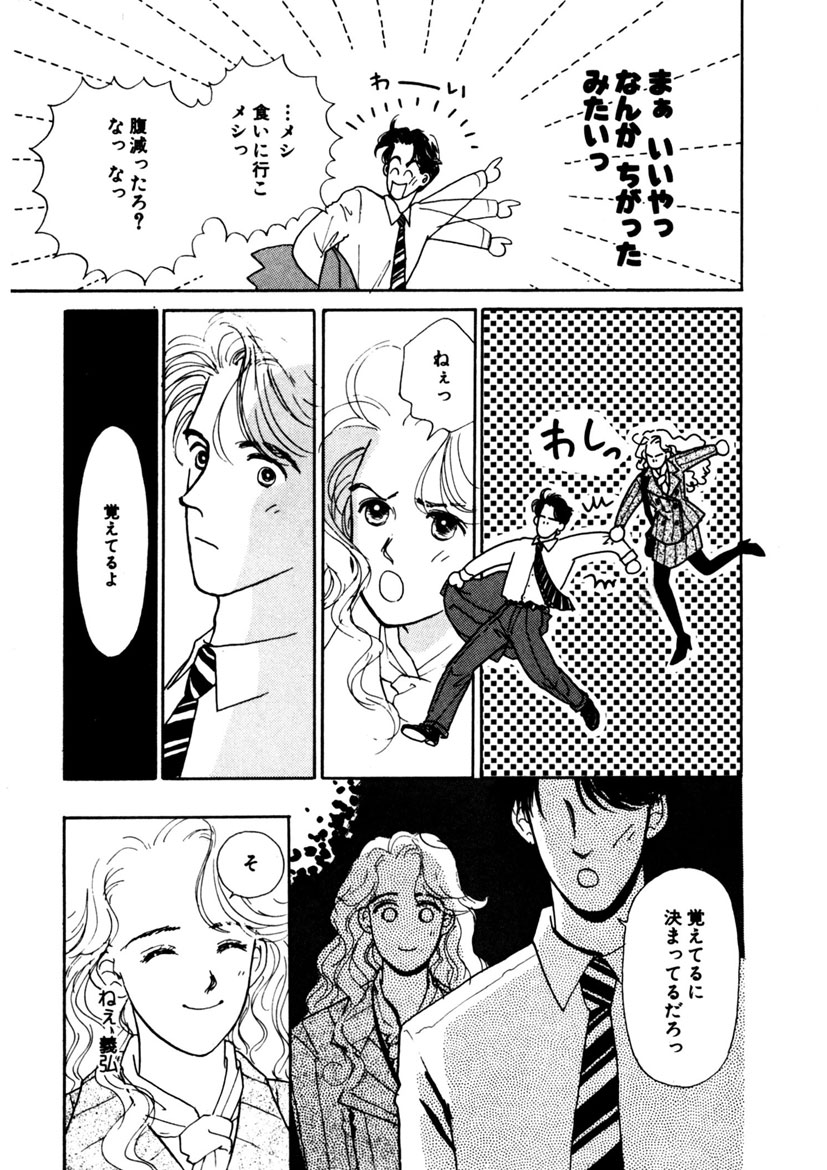 まぁ いいやっ
なんか ちがった
みたいっ
わーい
…メシ
食いに行こ
メシっ
腹減ったろ?
なっ なっ
わしっ
ねぇっ
覚えてるよ
覚えてるに
決まってるだろっ
そ
ねえ、義弘